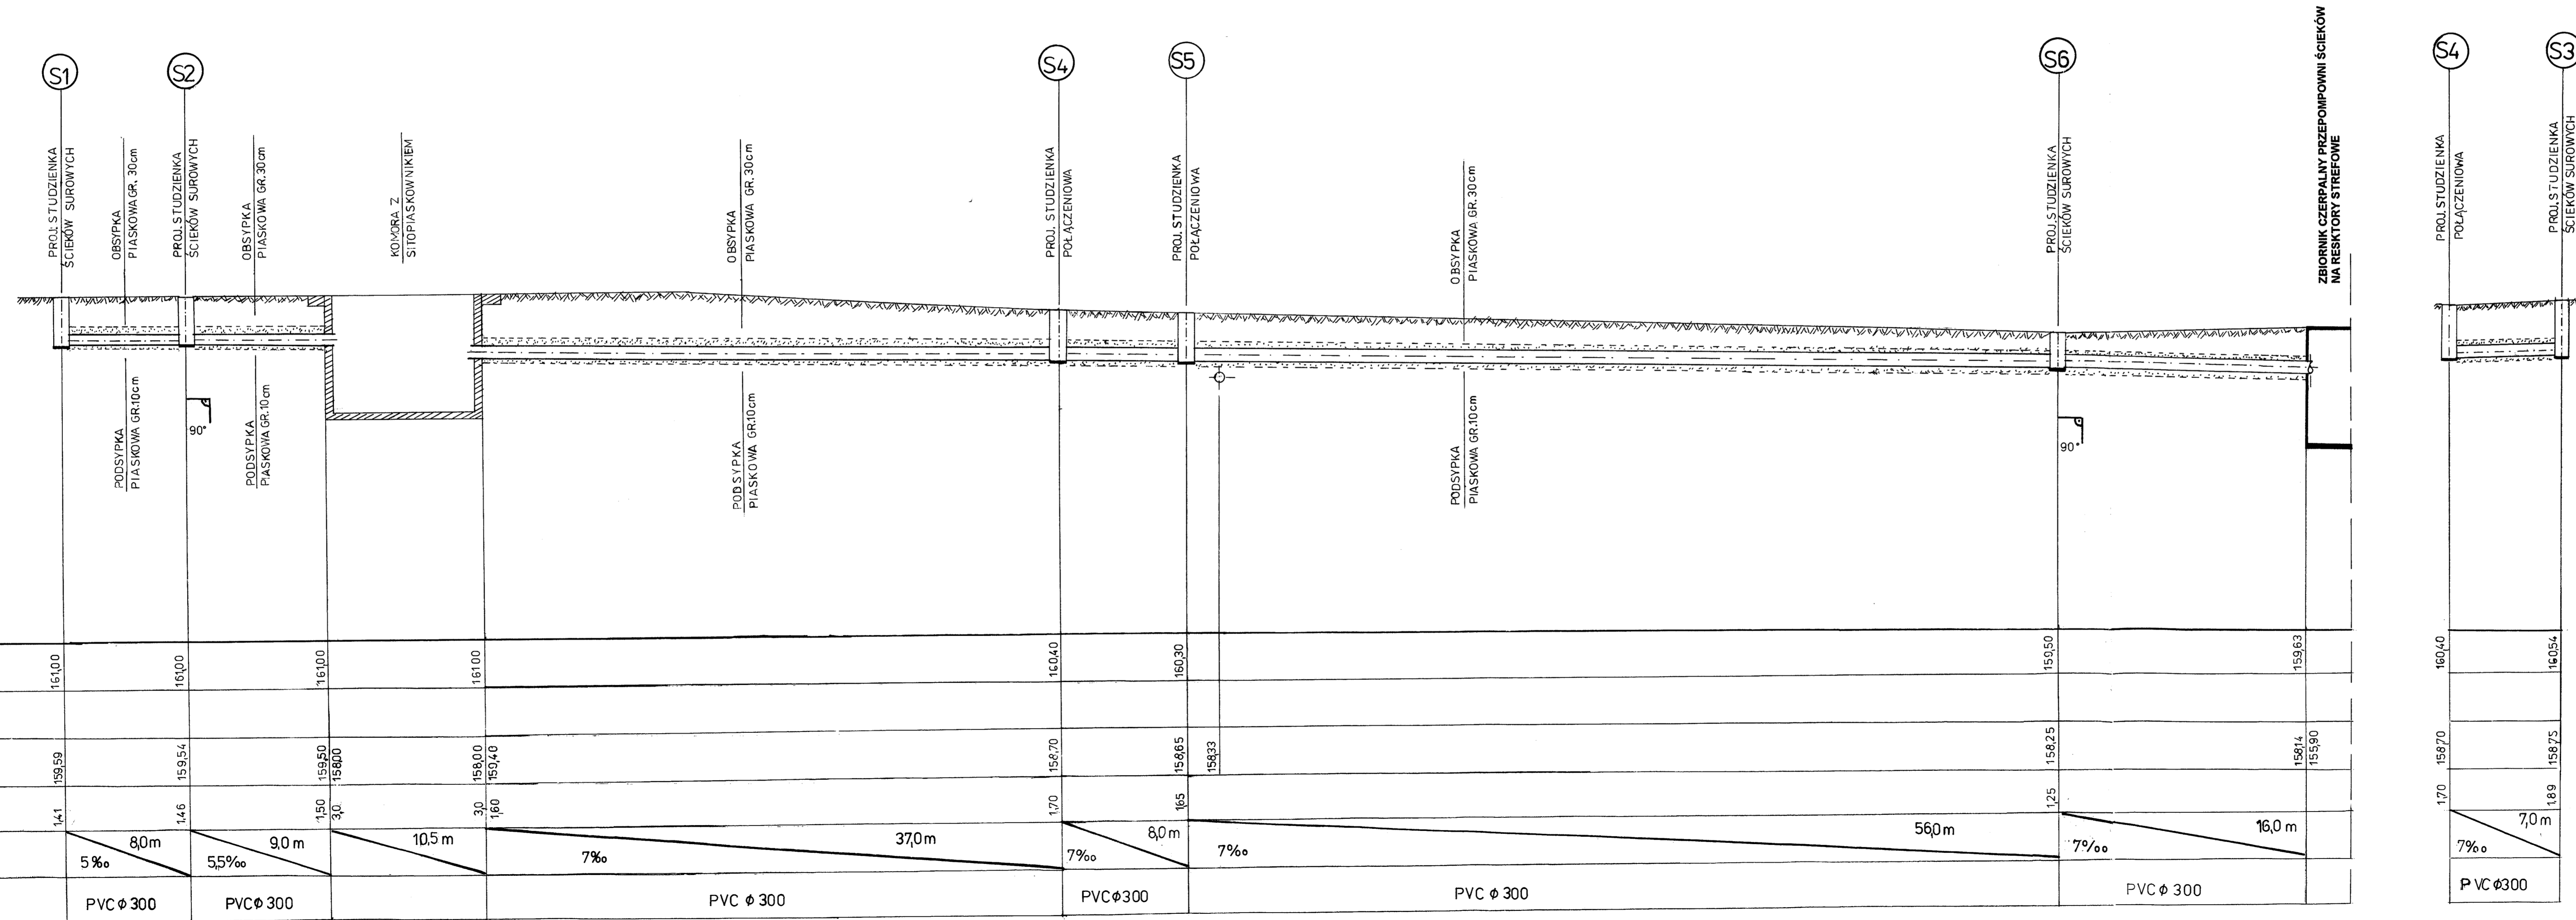 S1
S2
S4
S5
S6
S4
S3
PROJ. STUDZIENKA
ŚCIEKÓW SUROWYCH
OBSYPKA
PIASKOWA GR. 30cm
PROJ. STUDZIENKA
ŚCIEKÓW SUROWYCH
OBSYPKA
PIASKOWA GR.30cm
KOMORA Z
SITOPIASKOWNIKIEM
OBSYPKA
PIASKOWA GR. 30cm
PROJ. STUDZIENKA
POŁĄCZENIOWA
PROJ. STUDZIENKA
POŁĄCZENIOWA
OBSYPKA
PIASKOWA GR.30cm
PROJ.STUDZIENKA
ŚCIEKÓW SUROWYCH
ZBIORNIK CZERPALNY PRZEPOMPOWNI ŚCIEKÓW
NA RESKTORY STREFOWE
PROJ. STUDZIENKA
POŁĄCZENIOWA
PROJ. STUDZIENKA
ŚCIEKÓW SUROWYCH
PODSYPKA
PIASKOWA GR.10cm
90°
PODSYPKA
PIASKOWA GR.10cm
PODSYPKA
PIASKOWA GR.10cm
PODSYPKA
PIASKOWA GR.10cm
90°
161,00 161,00 161,00 161,00 160,40 160,30 159,50 159,63 160,40 160,54
159,59 159,54 159,50 158,00 158,00 159,40 158,70 158,65 158,33 158,25 158,14 155,90 158,70 158,75
1,41 1,46 1,50 3,0 3,0 1,60 1,70 1,65 1,25 1,70 1,89
8,0m 9,0 m 10,5 m 37,0m 8,0 m 56,0 m 16,0 m 7,0 m
5‰ 5,5‰ 7‰ 7‰ 7‰ 7‰ 7‰
PVC ϕ 300 PVC ϕ 300 PVC ϕ 300 PVC ϕ 300 PVC ϕ 300 PVC ϕ 300 PVC ϕ300